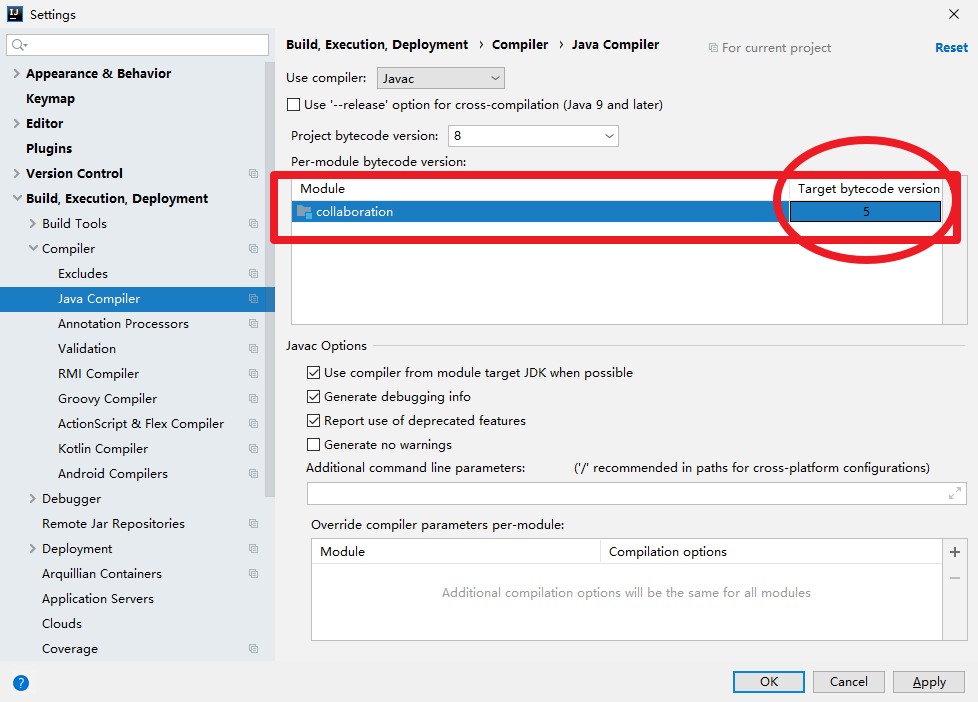 Settings
Build, Execution, Deployment › Compiler › Java Compiler For current project Reset
Appearance & Behavior
Keymap
Editor
Plugins
Version Control
Build, Execution, Deployment
Build Tools
Compiler
Excludes
Java Compiler
Annotation Processors
Validation
RMI Compiler
Groovy Compiler
ActionScript & Flex Compiler
Kotlin Compiler
Android Compilers
Debugger
Remote Jar Repositories
Deployment
Arquillian Containers
Application Servers
Clouds
Coverage
Use compiler: Javac
Use '--release' option for cross-compilation (Java 9 and later)
Project bytecode version: 8
Per-module bytecode version:
Module Target bytecode version
collaboration 5
Javac Options
Use compiler from module target JDK when possible
Generate debugging info
Report use of deprecated features
Generate no warnings
Additional command line parameters: ('/' recommended in paths for cross-platform configurations)
Override compiler parameters per-module:
Module Compilation options
Additional compilation options will be the same for all modules
? OK Cancel Apply